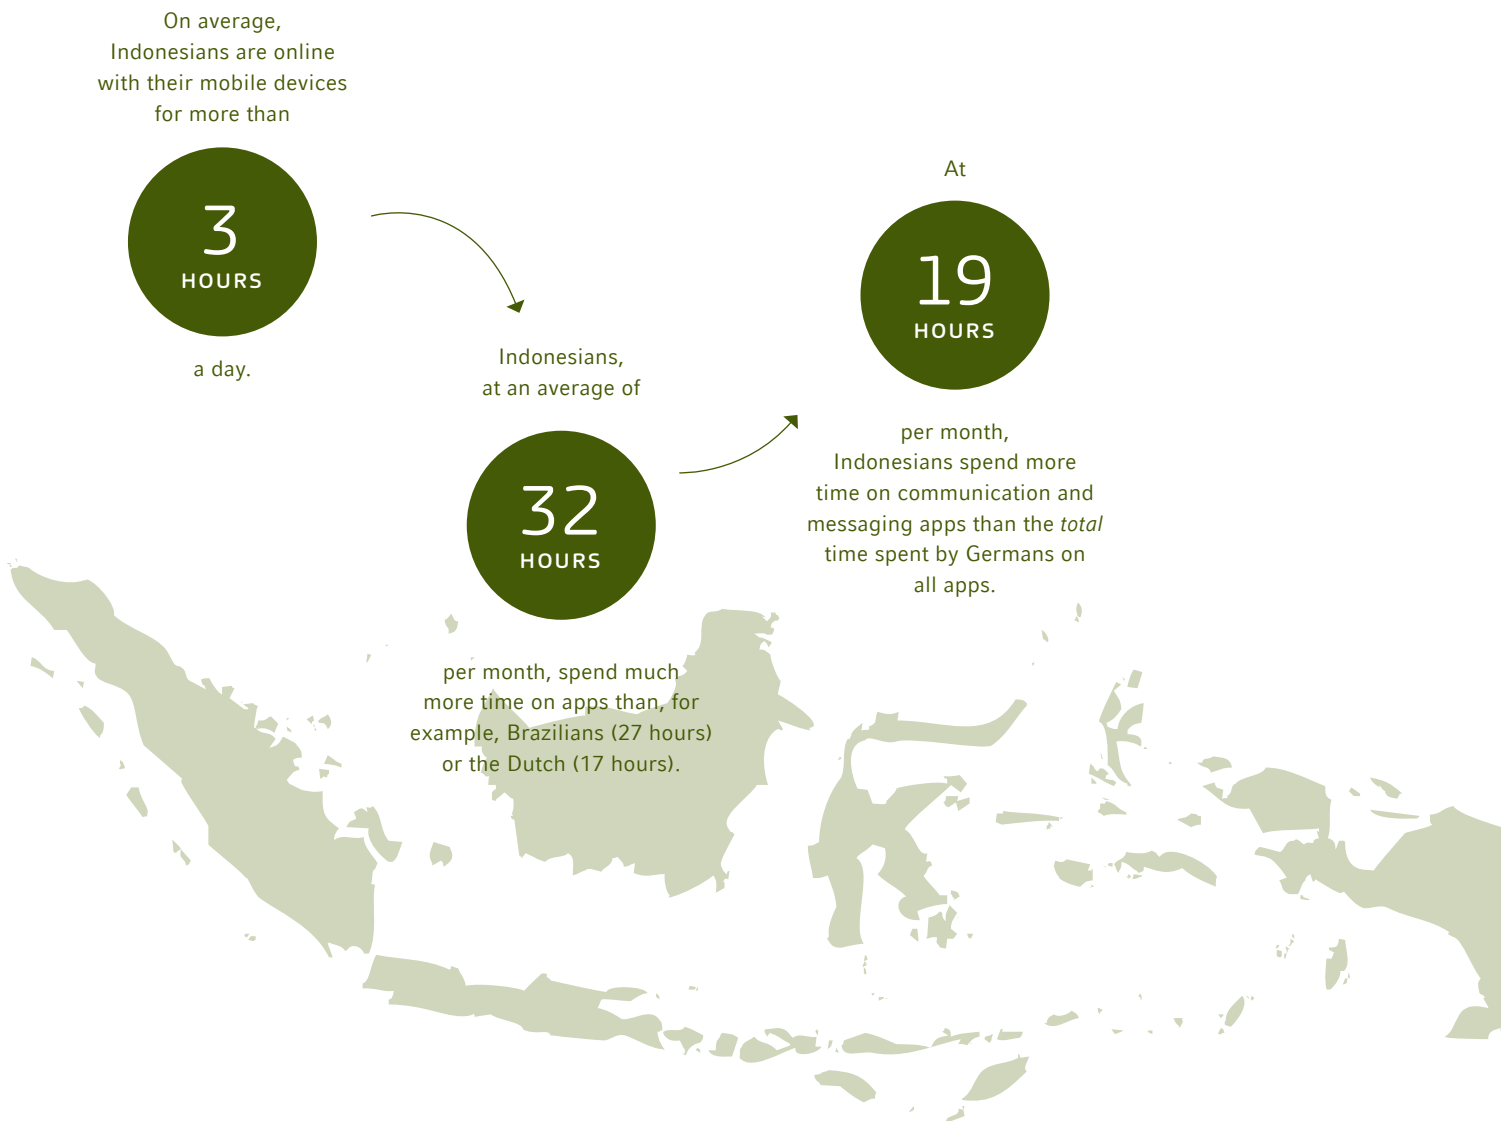 On average,
Indonesians are online
with their mobile devices
for more than
3
HOURS
a day.
Indonesians,
at an average of
32
HOURS
per month, spend much
more time on apps than, for
example, Brazilians (27 hours)
or the Dutch (17 hours).
At
19
HOURS
per month,
Indonesians spend more
time on communication and
messaging apps than the total
time spent by Germans on
all apps.